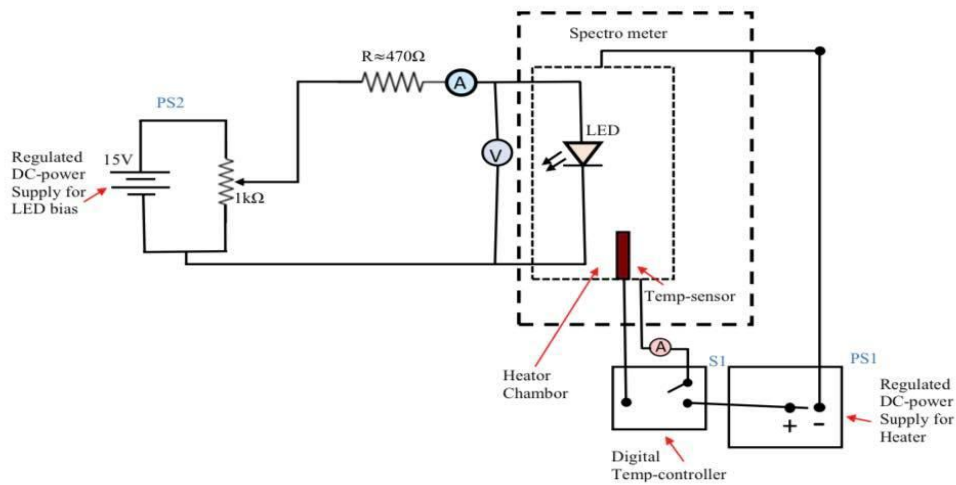 Spectro meter
R≈470Ω
A
PS2
LED
15V
V
Regulated
DC-power
Supply for
LED bias
1kΩ
Temp-sensor
A
S1
PS1
Heator
Chambor
Regulated
DC-power
Supply for
Heater
+ -
Digital
Temp-controller